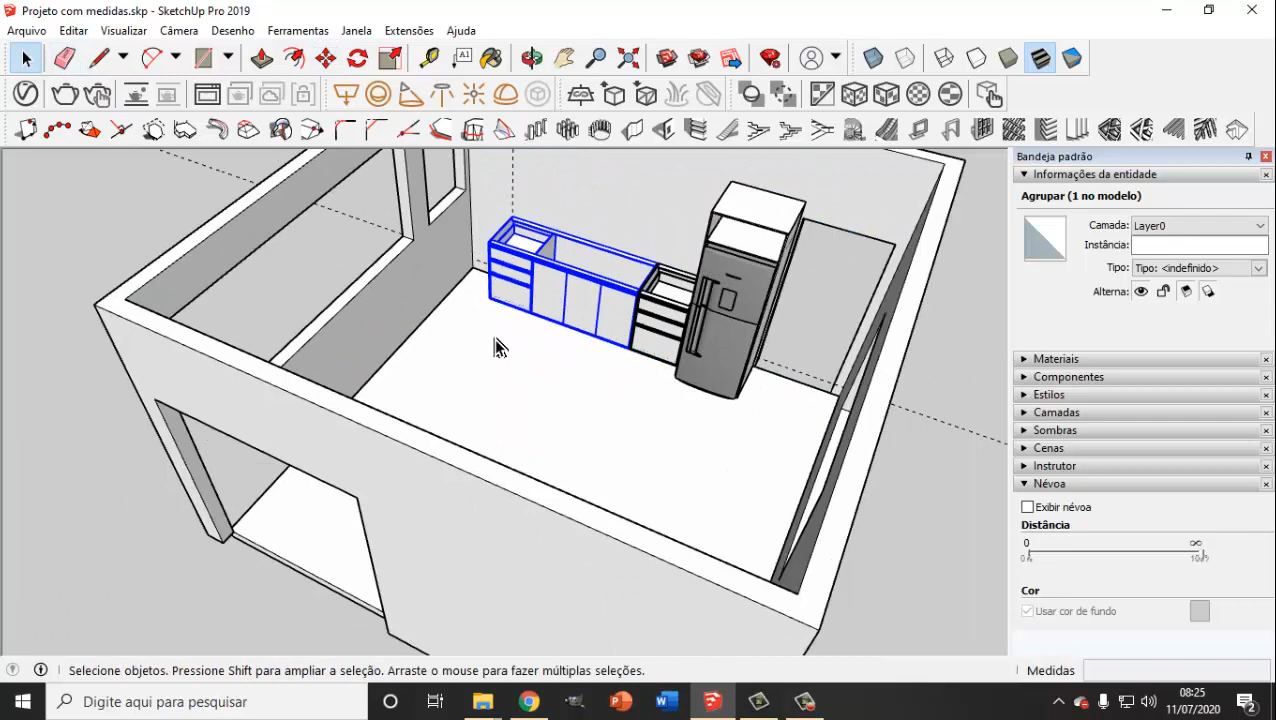 Projeto com medidas.skp - SketchUp Pro 2019
Arquivo Editar Visualizar Câmera Desenho Ferramentas Janela Extensões Ajuda
A1
Bandeja padrão
Informações da entidade
Agrupar (1 no modelo)
Camada: Layer0
Instância:
Tipo: Tipo: <indefinido>
Alterna:
Materiais
Componentes
Estilos
Camadas
Sombras
Cenas
Instrutor
Névoa
Exibir névoa
Distância
0 ∞
Cor
Usar cor de fundo
Selecione objetos. Pressione Shift para ampliar a seleção. Arraste o mouse para fazer múltiplas seleções.
Medidas
Digite aqui para pesquisar
08:25
11/07/2020
2